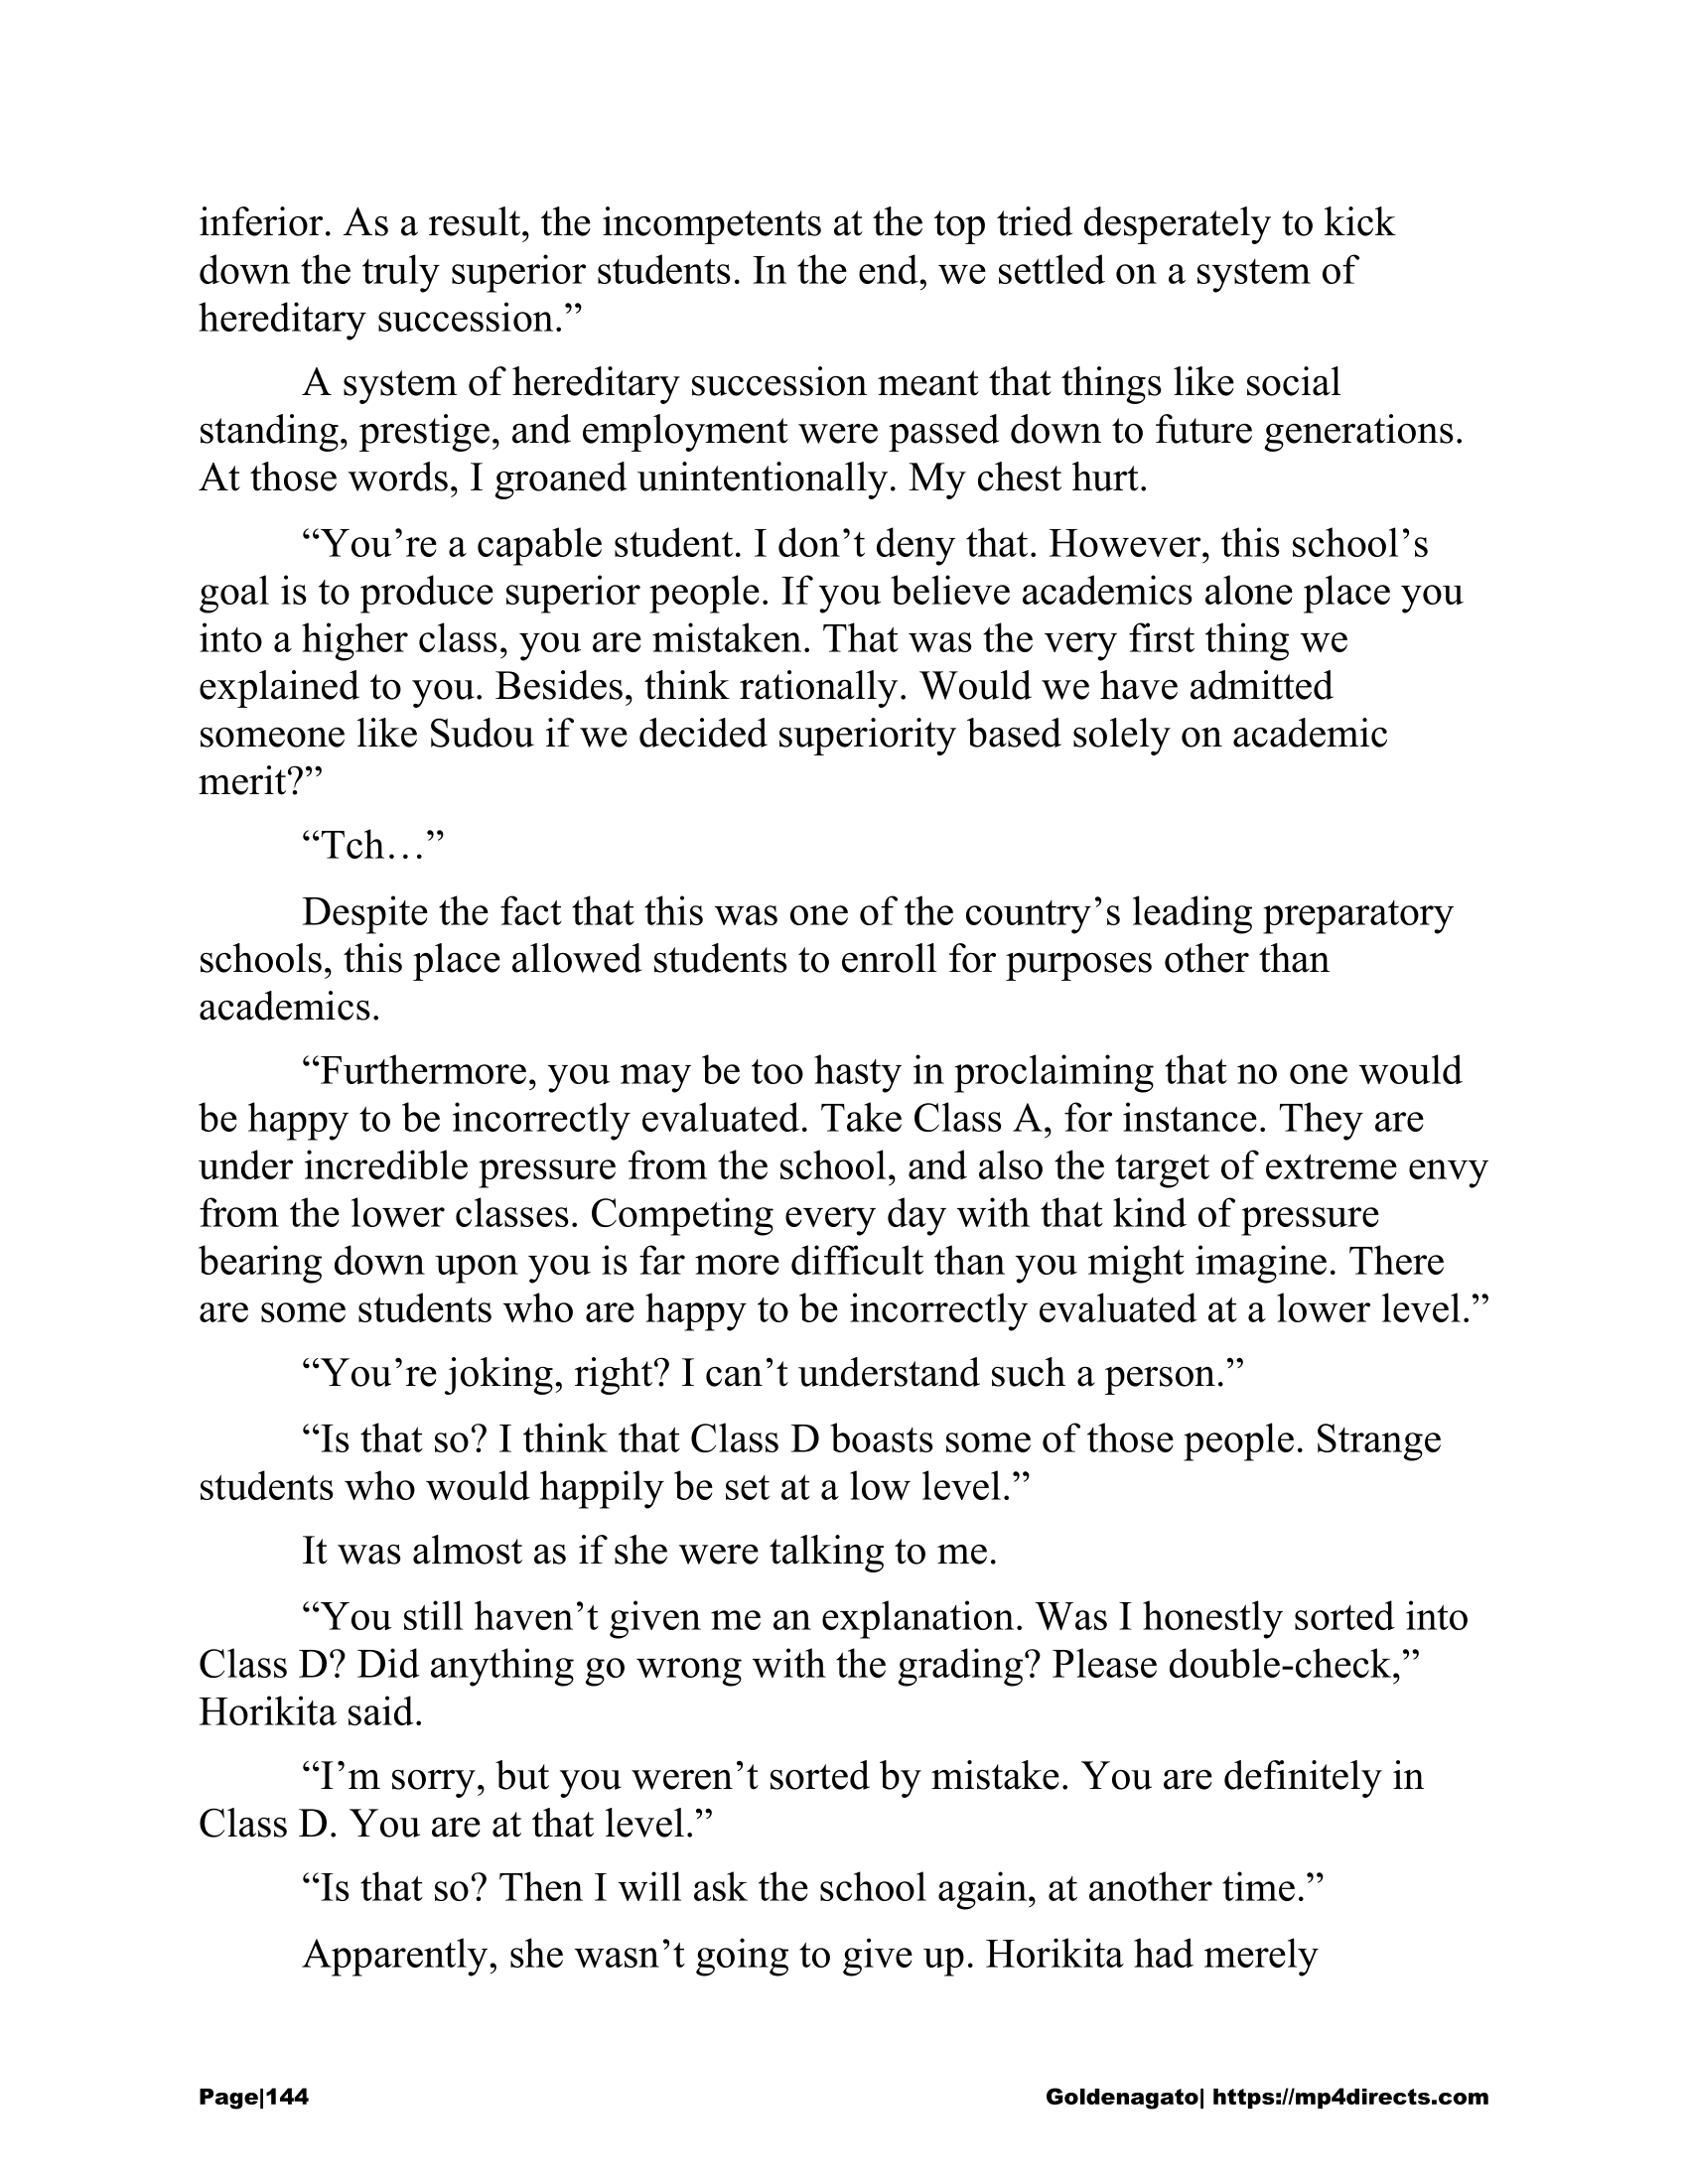 inferior. As a result, the incompetents at the top tried desperately to kick
down the truly superior students. In the end, we settled on a system of
hereditary succession.”
A system of hereditary succession meant that things like social
standing, prestige, and employment were passed down to future generations.
At those words, I groaned unintentionally. My chest hurt.
“You’re a capable student. I don’t deny that. However, this school’s
goal is to produce superior people. If you believe academics alone place you
into a higher class, you are mistaken. That was the very first thing we
explained to you. Besides, think rationally. Would we have admitted
someone like Sudou if we decided superiority based solely on academic
merit?”
“Tch…”
Despite the fact that this was one of the country’s leading preparatory
schools, this place allowed students to enroll for purposes other than
academics.
“Furthermore, you may be too hasty in proclaiming that no one would
be happy to be incorrectly evaluated. Take Class A, for instance. They are
under incredible pressure from the school, and also the target of extreme envy
from the lower classes. Competing every day with that kind of pressure
bearing down upon you is far more difficult than you might imagine. There
are some students who are happy to be incorrectly evaluated at a lower level.”
“You’re joking, right? I can’t understand such a person.”
“Is that so? I think that Class D boasts some of those people. Strange
students who would happily be set at a low level.”
It was almost as if she were talking to me.
“You still haven’t given me an explanation. Was I honestly sorted into
Class D? Did anything go wrong with the grading? Please double-check,”
Horikita said.
“I’m sorry, but you weren’t sorted by mistake. You are definitely in
Class D. You are at that level.”
“Is that so? Then I will ask the school again, at another time.”
Apparently, she wasn’t going to give up. Horikita had merely
Page|144 Goldenagato| https://mp4directs.com